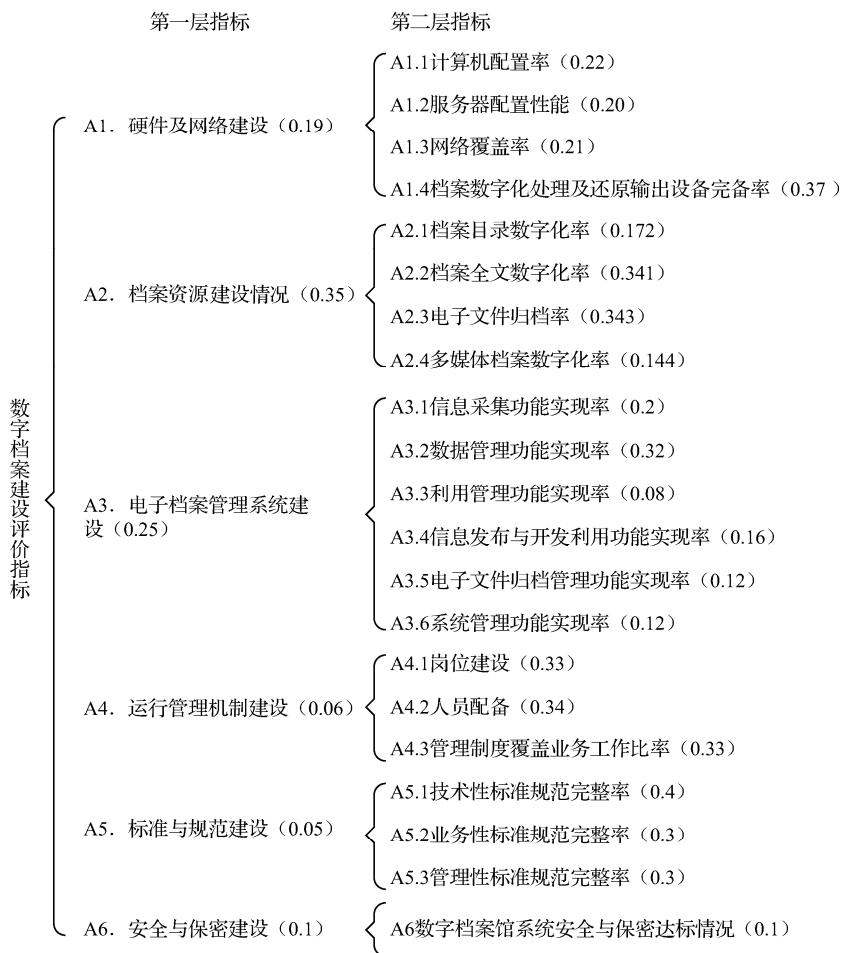 第一层指标
第二层指标
数字档案建设评价指标
A1．硬件及网络建设（0.19）
A1.1计算机配置率（0.22）
A1.2服务器配置性能（0.20）
A1.3网络覆盖率（0.21）
A1.4档案数字化处理及还原输出设备完备率（0.37）
A2．档案资源建设情况（0.35）
A2.1档案目录数字化率（0.172）
A2.2档案全文数字化率（0.341）
A2.3电子文件归档率（0.343）
A2.4多媒体档案数字化率（0.144）
A3．电子档案管理系统建
设（0.25）
A3.1信息采集功能实现率（0.2）
A3.2数据管理功能实现率（0.32）
A3.3利用管理功能实现率（0.08）
A3.4信息发布与开发利用功能实现率（0.16）
A3.5电子文件归档管理功能实现率（0.12）
A3.6系统管理功能实现率（0.12）
A4．运行管理机制建设（0.06）
A4.1岗位建设（0.33）
A4.2人员配备（0.34）
A4.3管理制度覆盖业务工作比率（0.33）
A5．标准与规范建设（0.05）
A5.1技术性标准规范完整率（0.4）
A5.2业务性标准规范完整率（0.3）
A5.3管理性标准规范完整率（0.3）
A6．安全与保密建设（0.1）
A6数字档案馆系统安全与保密达标情况（0.1）